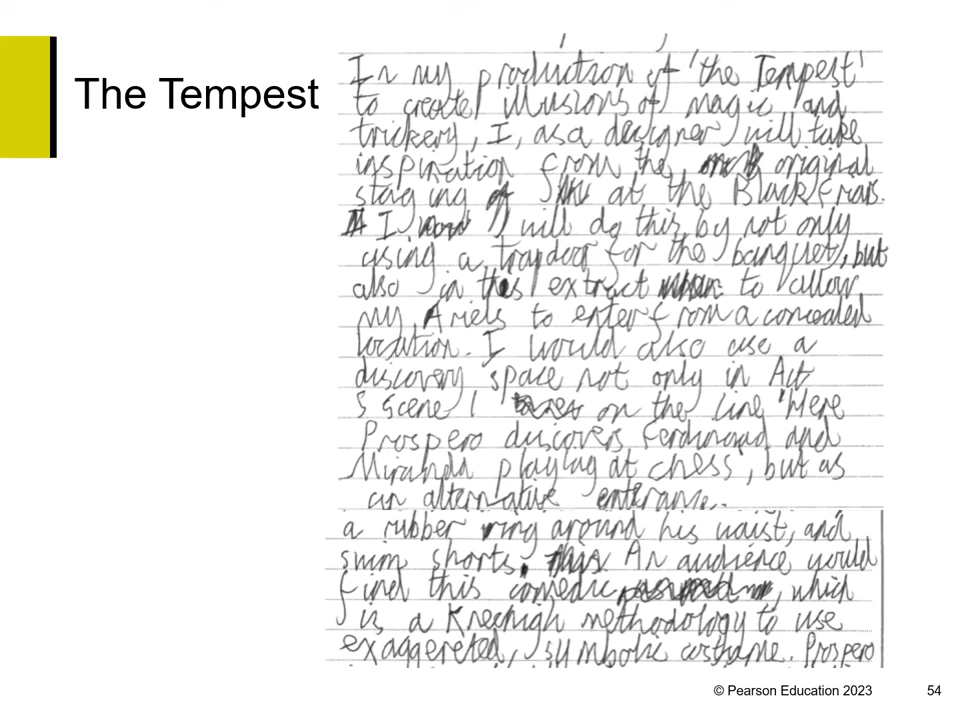 The Tempest
In my production of 'the Tempest'
to create illusions of magic and
trickery, I, as a designer, will take
inspiration from the original
staging at the Blackfriars.
I will do this by not only
using a trapdoor for the banquet, but
also in this extract to allow
my Ariels to enter from a concealed
location. I would also use a
discovery space not only in Act
5 Scene 1 on the line 'Here
Prospero discovers Ferdinand and
Miranda playing at chess', but as
an alternative enterance.
a rubber ring around his waist, and
swim shorts. An audience would
find this comedic, which
is a Kneehigh methodology to use
exaggereted, symbolic costume. Prospero
© Pearson Education 2023
54